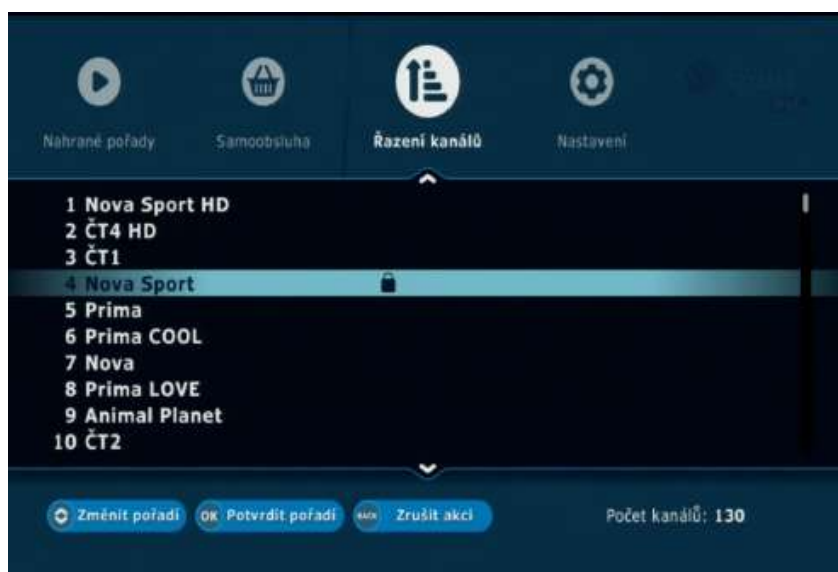 Nahrané pořady
Samoobsluha
Řazení kanálů
Nastavení
1 Nova Sport HD
2 ČT4 HD
3 ČT1
4 Nova Sport
5 Prima
6 Prima COOL
7 Nova
8 Prima LOVE
9 Animal Planet
10 ČT2
Změnit pořadí
OK Potvrdit pořadí
BACK Zrušit akci
Počet kanálů: 130